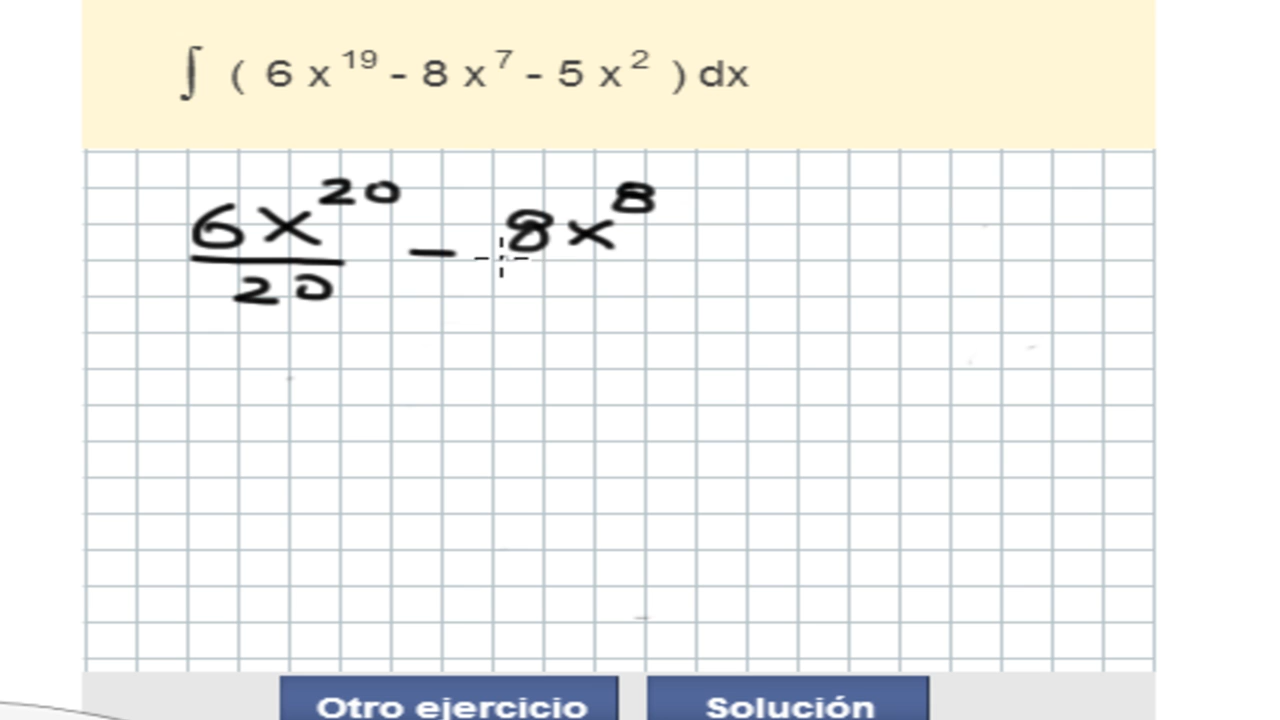 ∫ ( 6 x¹⁹ - 8 x⁷ - 5 x² ) dx
6x²⁰ - 8x⁸
20
Otro ejercicio Solución